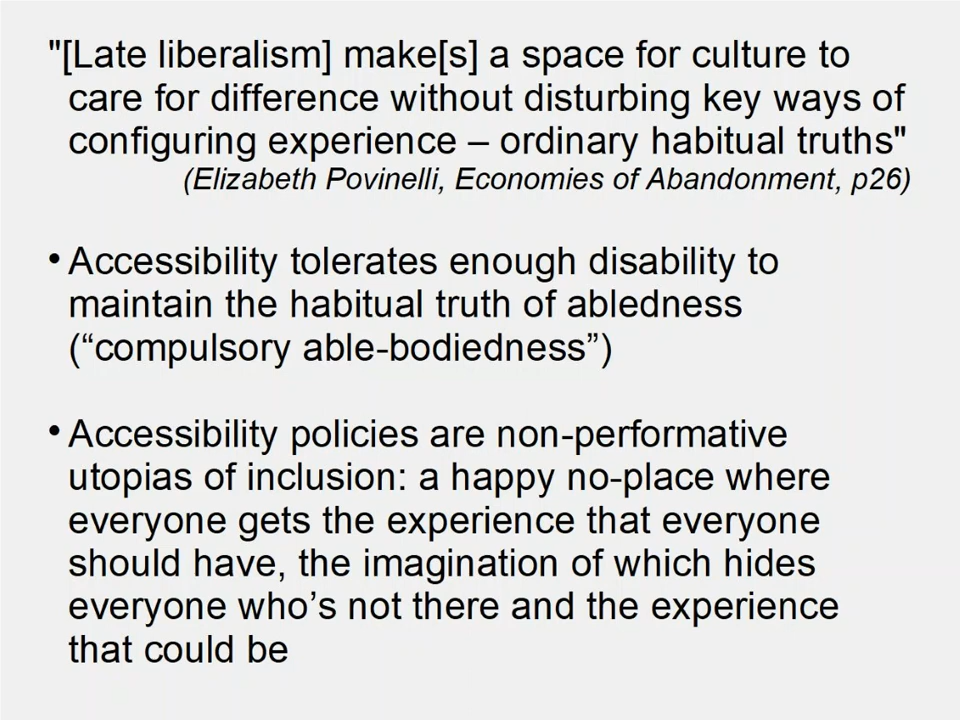 "[Late liberalism] make[s] a space for culture to
care for difference without disturbing key ways of
configuring experience – ordinary habitual truths"
(Elizabeth Povinelli, Economies of Abandonment, p26)
• Accessibility tolerates enough disability to
maintain the habitual truth of abledness
(“compulsory able-bodiedness”)
• Accessibility policies are non-performative
utopias of inclusion: a happy no-place where
everyone gets the experience that everyone
should have, the imagination of which hides
everyone who’s not there and the experience
that could be